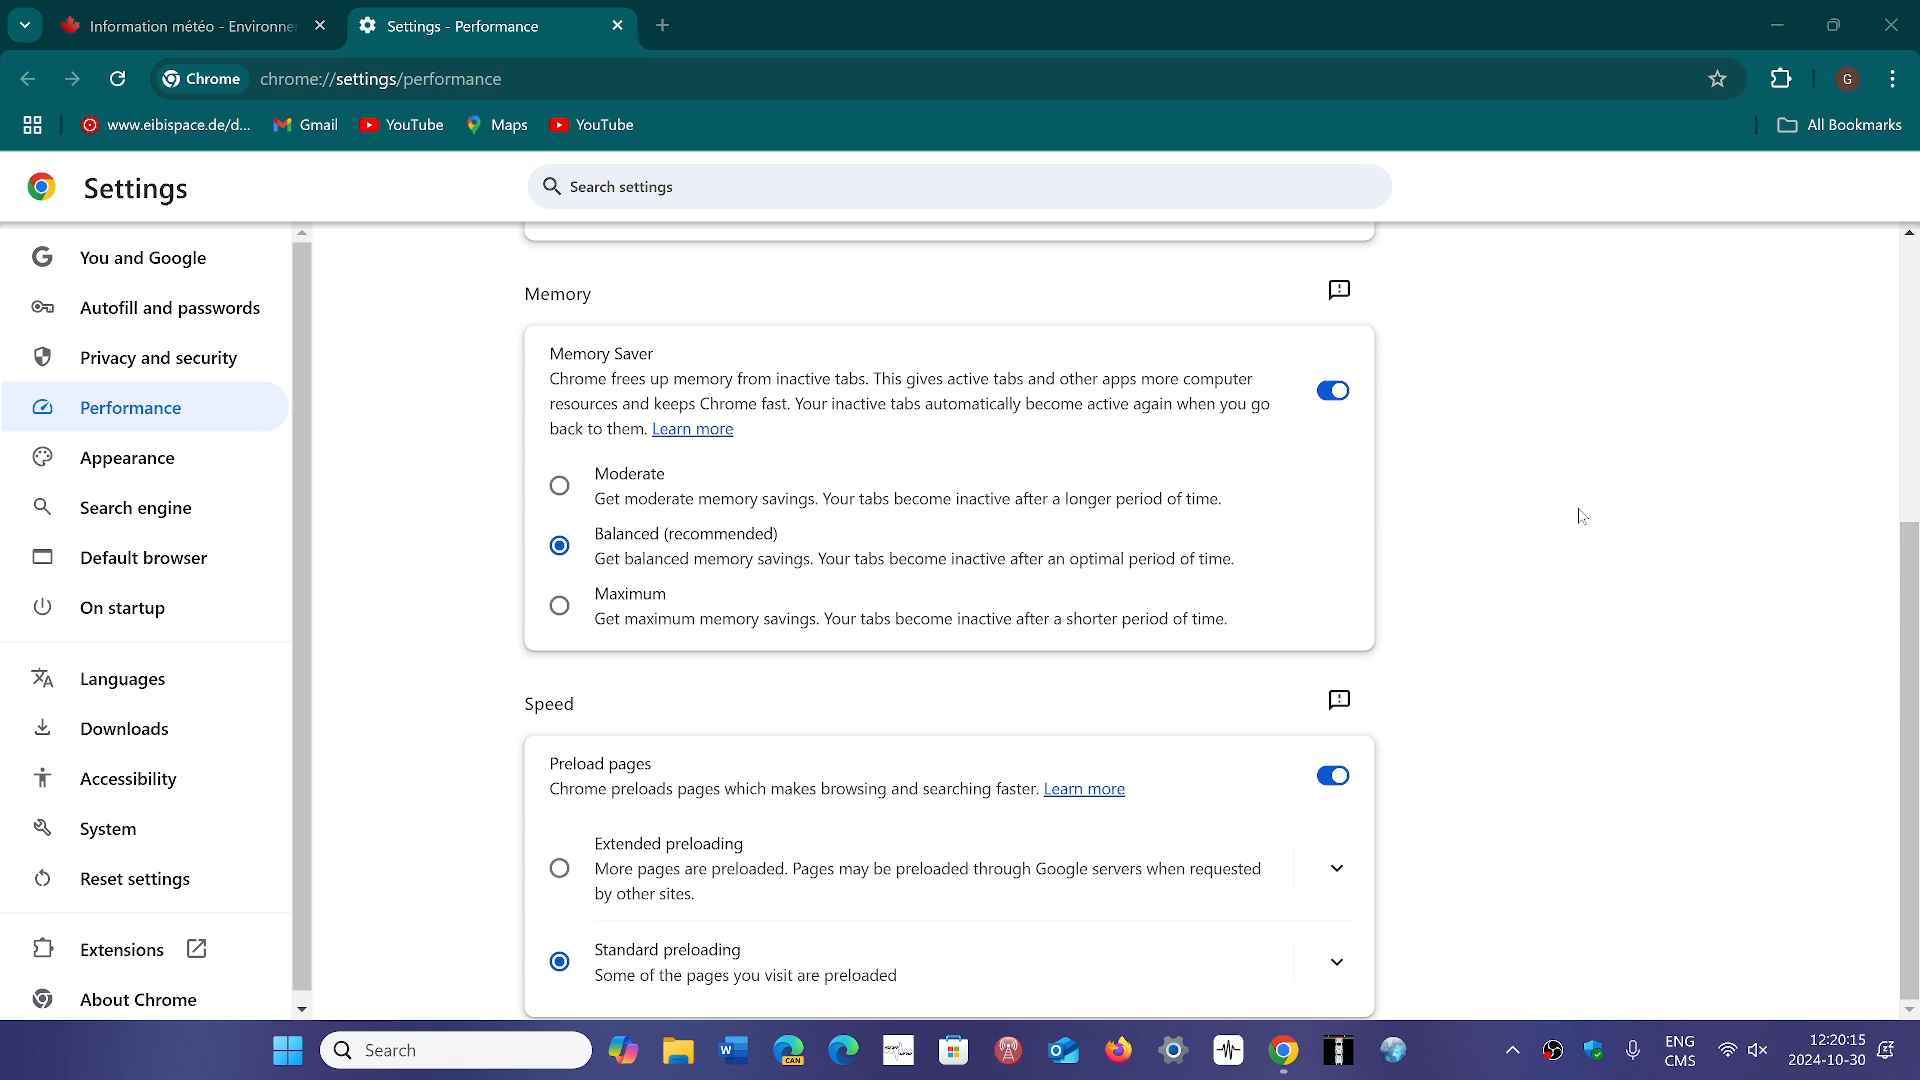 Information météo - Environne
Settings - Performance
Chrome
chrome://settings/performance
G
www.eibispace.de/d...
Gmail
YouTube
Maps
YouTube
All Bookmarks
Settings
Search settings
You and Google
Autofill and passwords
Privacy and security
Performance
Appearance
Search engine
Default browser
On startup
Languages
Downloads
Accessibility
System
Reset settings
Extensions
About Chrome
Memory
Memory Saver
Chrome frees up memory from inactive tabs. This gives active tabs and other apps more computer
resources and keeps Chrome fast. Your inactive tabs automatically become active again when you go
back to them. Learn more
Moderate
Get moderate memory savings. Your tabs become inactive after a longer period of time.
Balanced (recommended)
Get balanced memory savings. Your tabs become inactive after an optimal period of time.
Maximum
Get maximum memory savings. Your tabs become inactive after a shorter period of time.
Speed
Preload pages
Chrome preloads pages which makes browsing and searching faster. Learn more
Extended preloading
More pages are preloaded. Pages may be preloaded through Google servers when requested
by other sites.
Standard preloading
Some of the pages you visit are preloaded
Search
CAN
ENG
CMS
12:20:15
2024-10-30